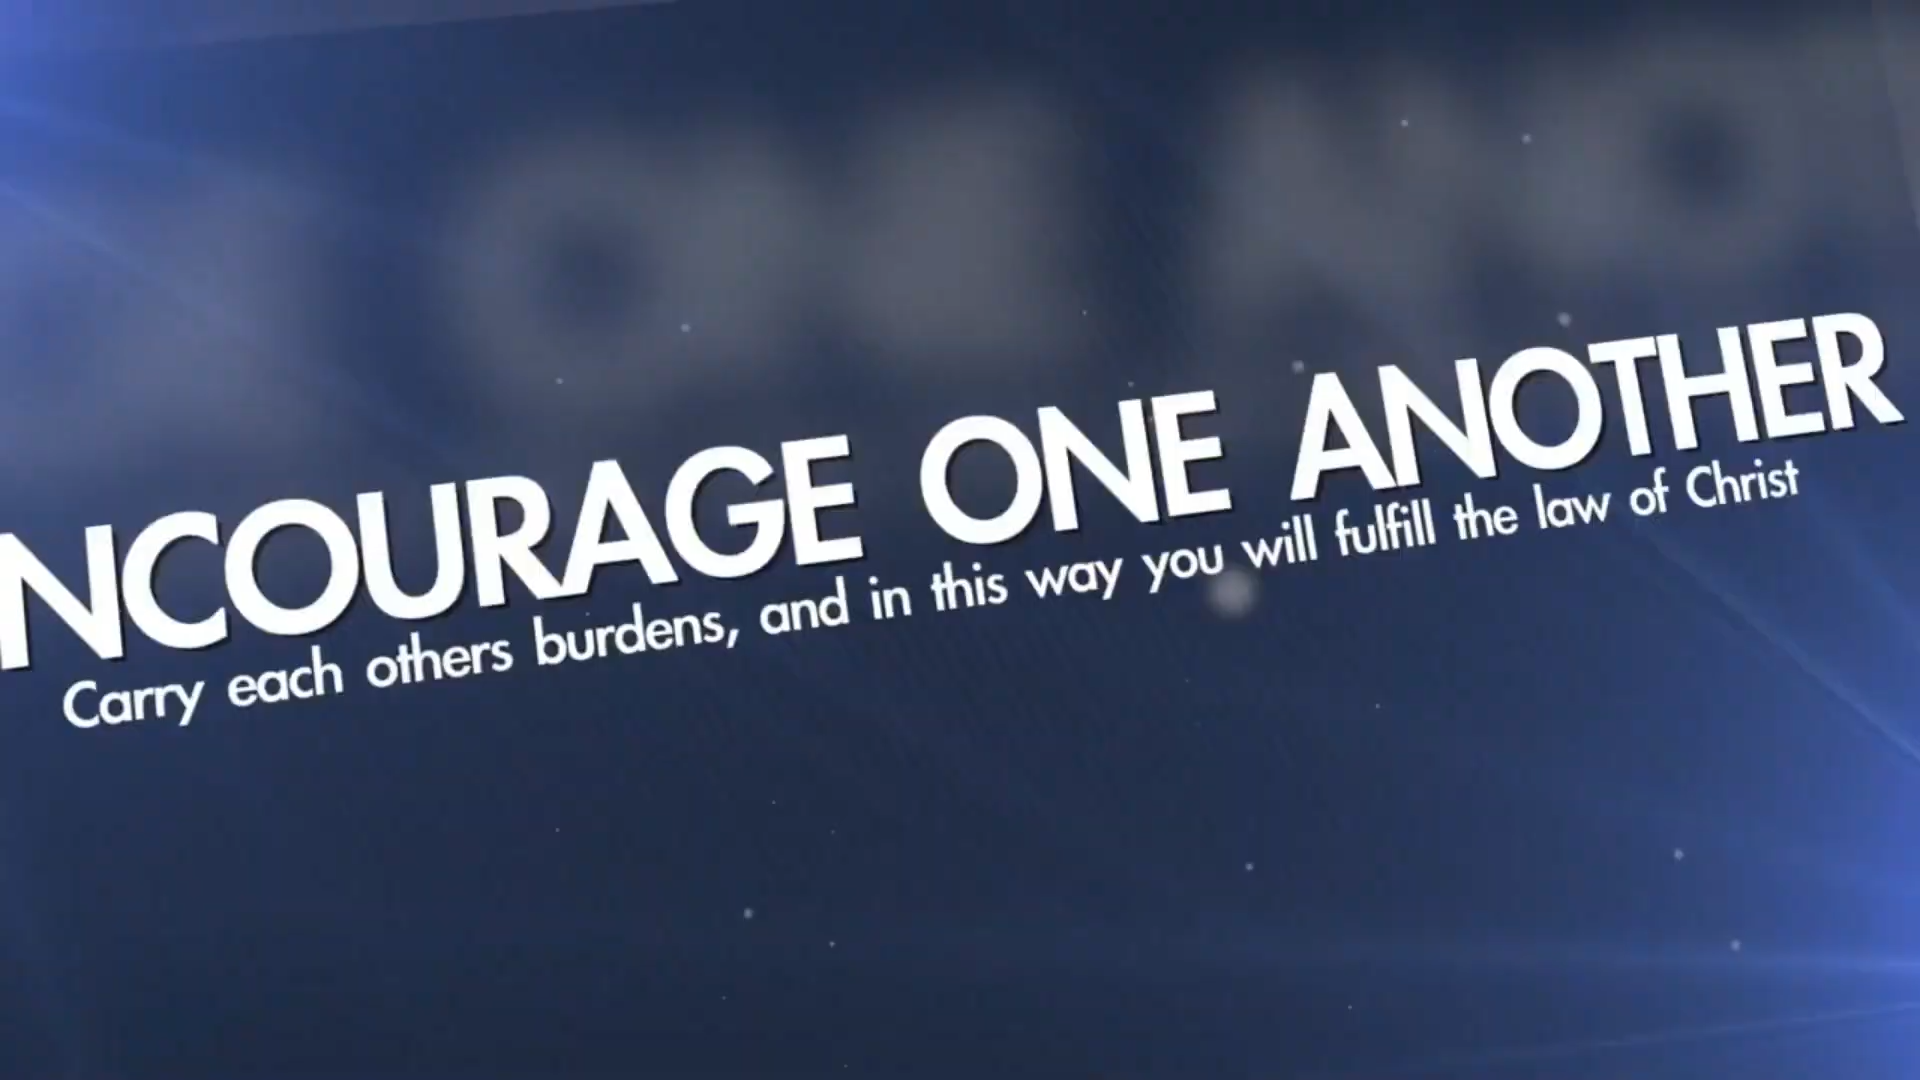 NCOURAGE ONE ANOTHER
Carry each others burdens, and in this way you will fulfill the law of Christ